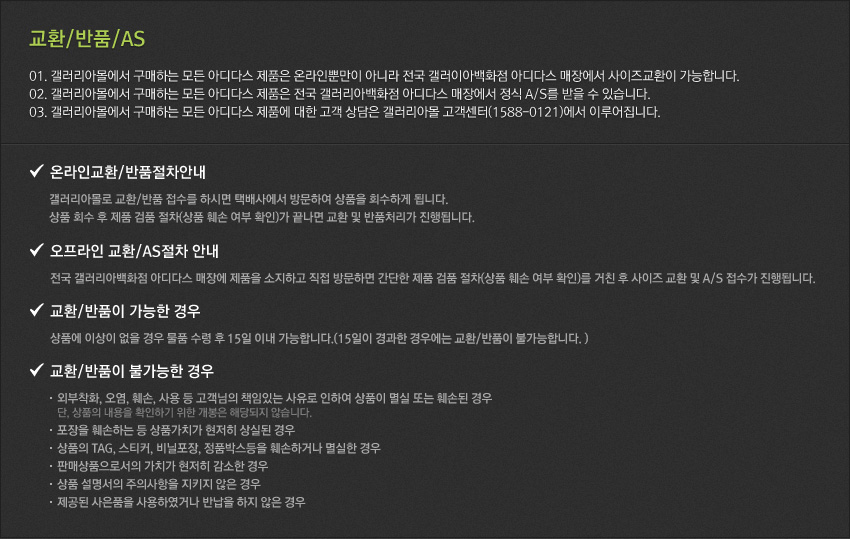 교환/반품/AS
01. 갤러리아몰에서 구매하는 모든 아디다스 제품은 온라인뿐만이 아니라 전국 갤러이아백화점 아디다스 매장에서 사이즈교환이 가능합니다.
02. 갤러리아몰에서 구매하는 모든 아디다스 제품은 전국 갤러리아백화점 아디다스 매장에서 정식 A/S를 받을 수 있습니다.
03. 갤러리아몰에서 구매하는 모든 아디다스 제품에 대한 고객 상담은 갤러리아몰 고객센터(1588-0121)에서 이루어집니다.
온라인교환/반품절차안내
갤러리아몰로 교환/반품 접수를 하시면 택배사에서 방문하여 상품을 회수하게 됩니다.
상품 회수 후 제품 검품 절차(상품 훼손 여부 확인)가 끝나면 교환 및 반품처리가 진행됩니다.
오프라인 교환/AS절차 안내
전국 갤러리아백화점 아디다스 매장에 제품을 소지하고 직접 방문하면 간단한 제품 검품 절차(상품 훼손 여부 확인)를 거친 후 사이즈 교환 및 A/S 접수가 진행됩니다.
교환/반품이 가능한 경우
상품에 이상이 없을 경우 물품 수령 후 15일 이내 가능합니다.(15일이 경과한 경우에는 교환/반품이 불가능합니다. )
교환/반품이 불가능한 경우
· 외부착화, 오염, 훼손, 사용 등 고객님의 책임있는 사유로 인하여 상품이 멸실 또는 훼손된 경우
단, 상품의 내용을 확인하기 위한 개봉은 해당되지 않습니다.
· 포장을 훼손하는 등 상품가치가 현저히 상실된 경우
· 상품의 TAG, 스티커, 비닐포장, 정품박스등을 훼손하거나 멸실한 경우
· 판매상품으로서의 가치가 현저히 감소한 경우
· 상품 설명서의 주의사항을 지키지 않은 경우
· 제공된 사은품을 사용하였거나 반납을 하지 않은 경우